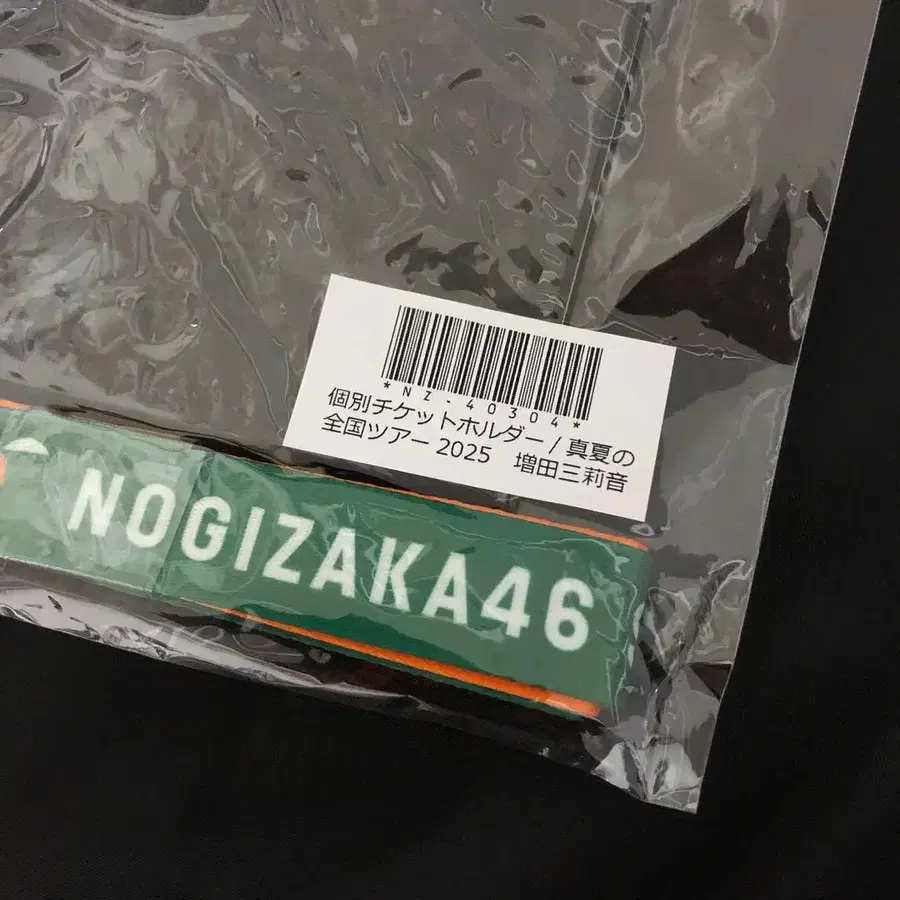 *NZ-40304*
個別チケットホルダー/真夏の
全国ツアー 2025 増田三莉音
NOGIZAKA46